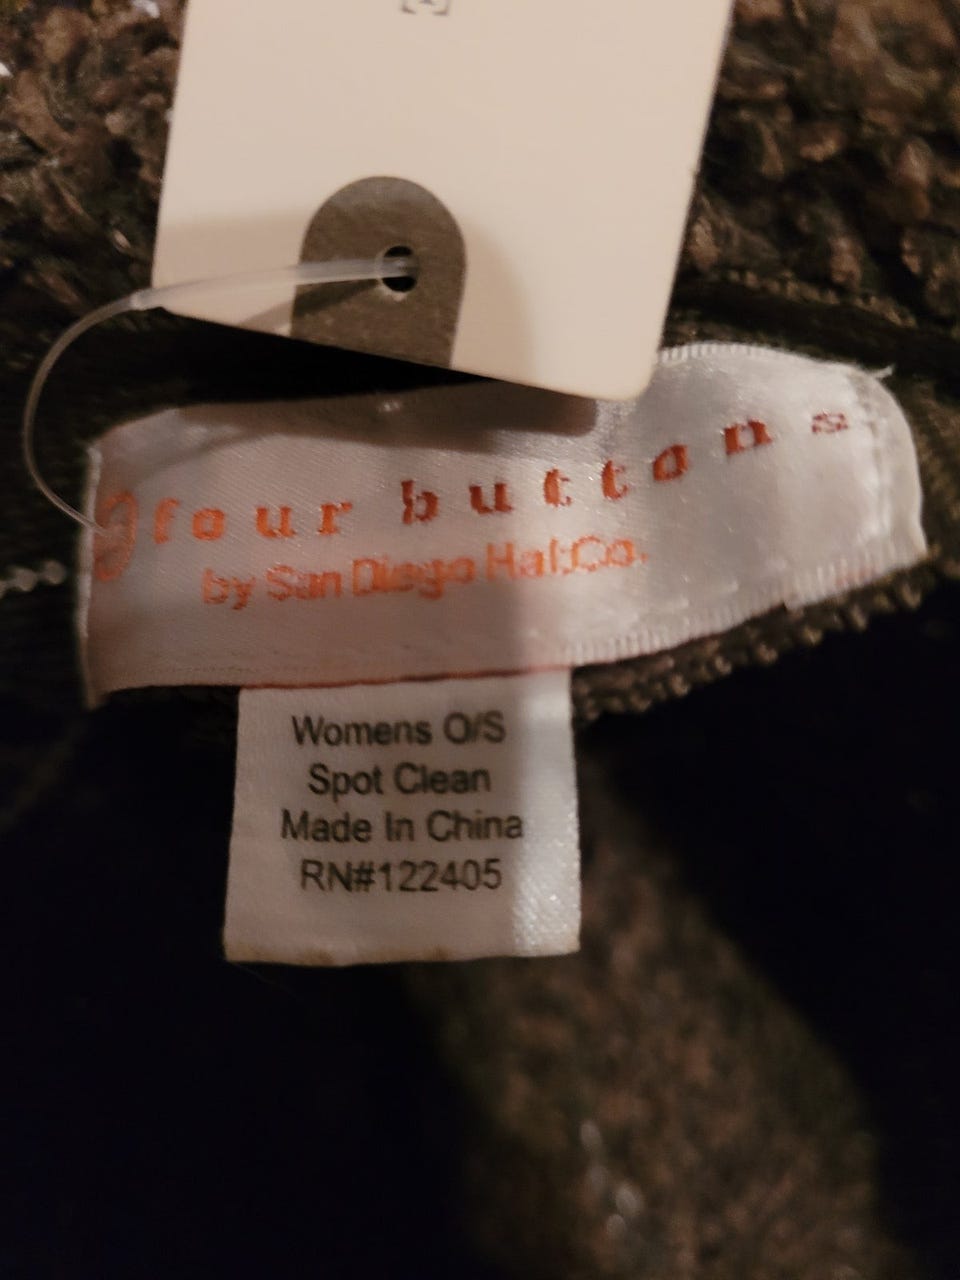 four buttons
by San Diego Hat Co.
Womens O/S
Spot Clean
Made In China
RN#122405